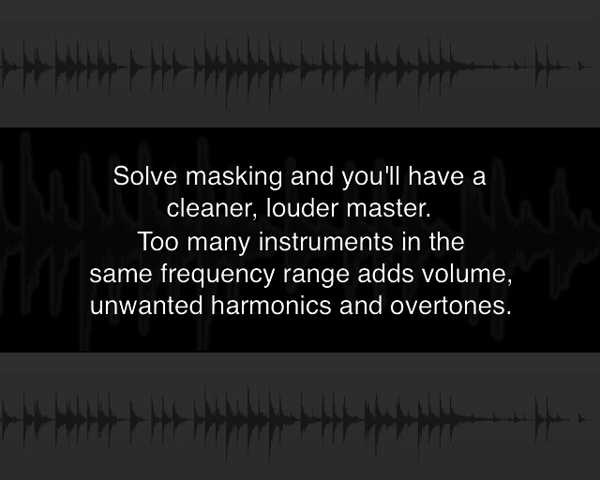 Solve masking and you'll have a
cleaner, louder master.
Too many instruments in the
same frequency range adds volume,
unwanted harmonics and overtones.